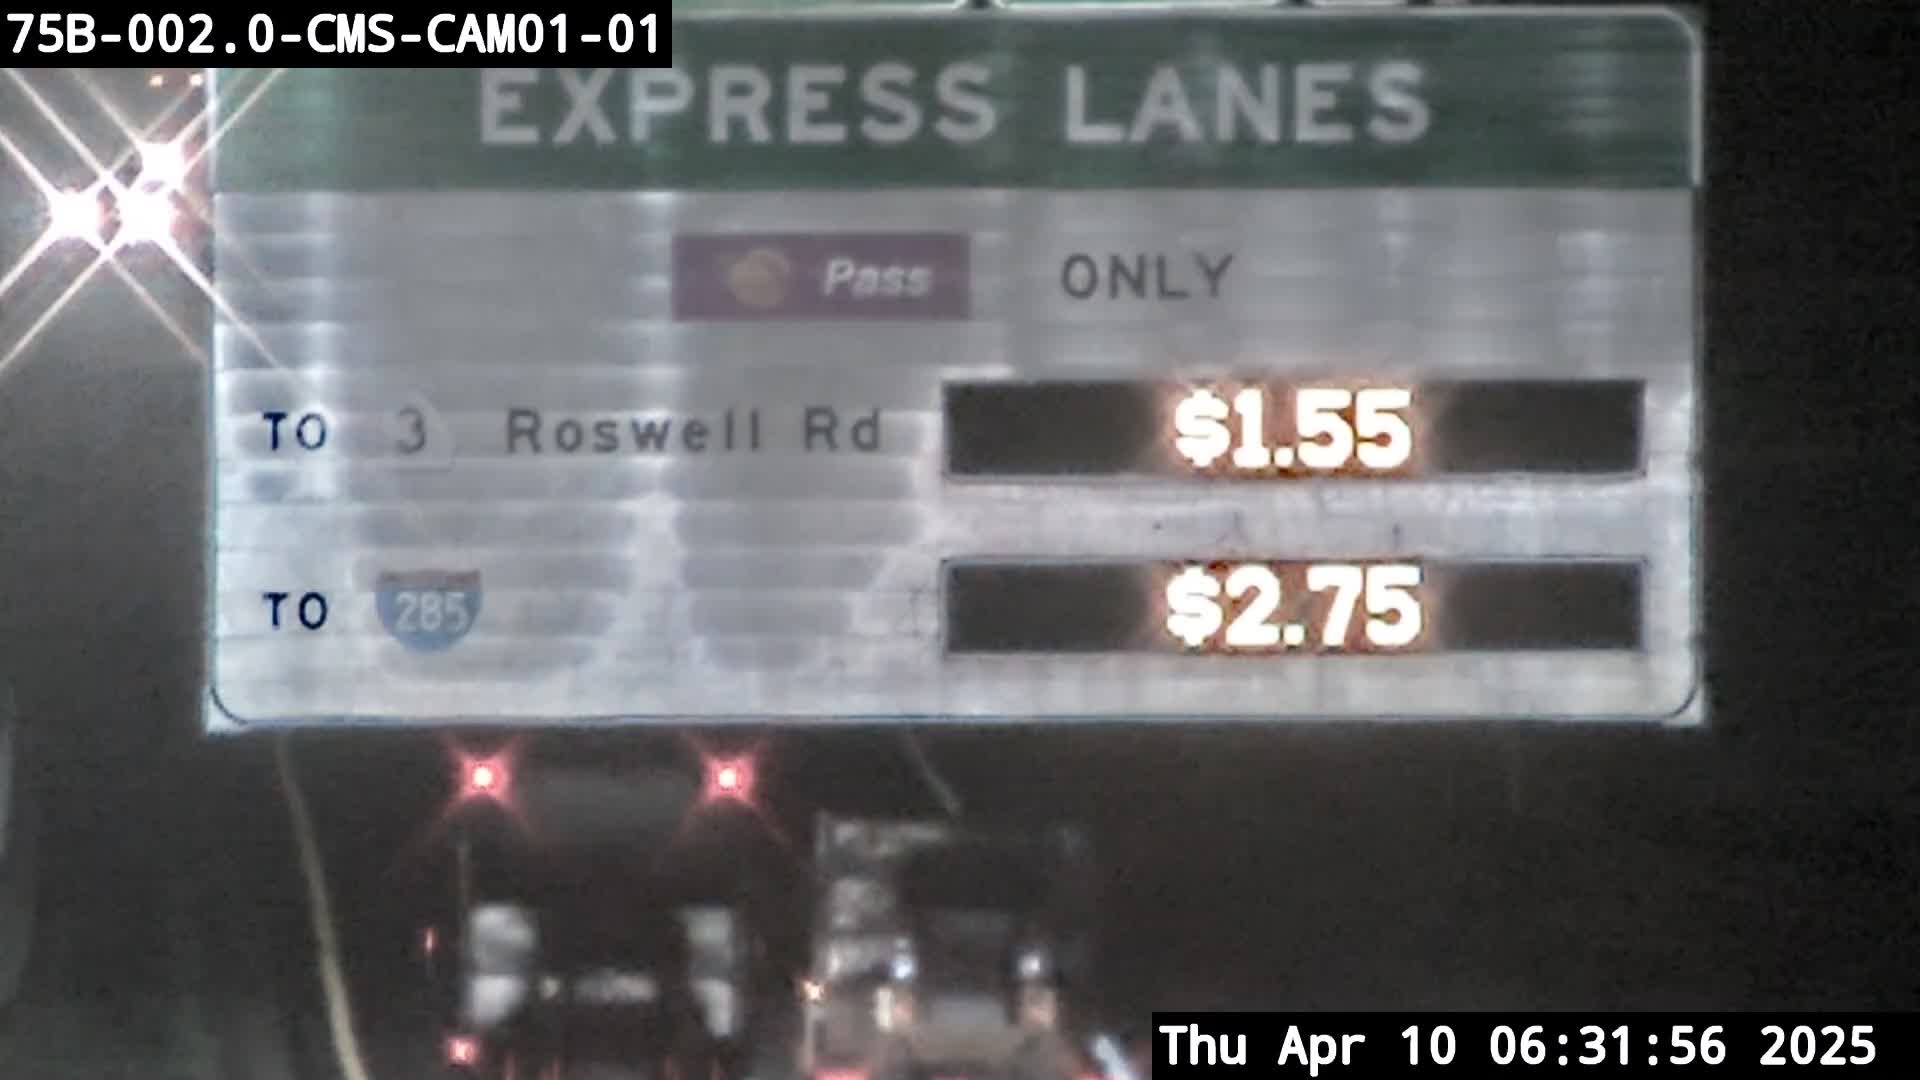 75B-002.0-CMS-CAM01-01
EXPRESS LANES
Pass ONLY
TO 3 Roswell Rd $1.55
TO 285 $2.75
Thu Apr 10 06:31:56 2025